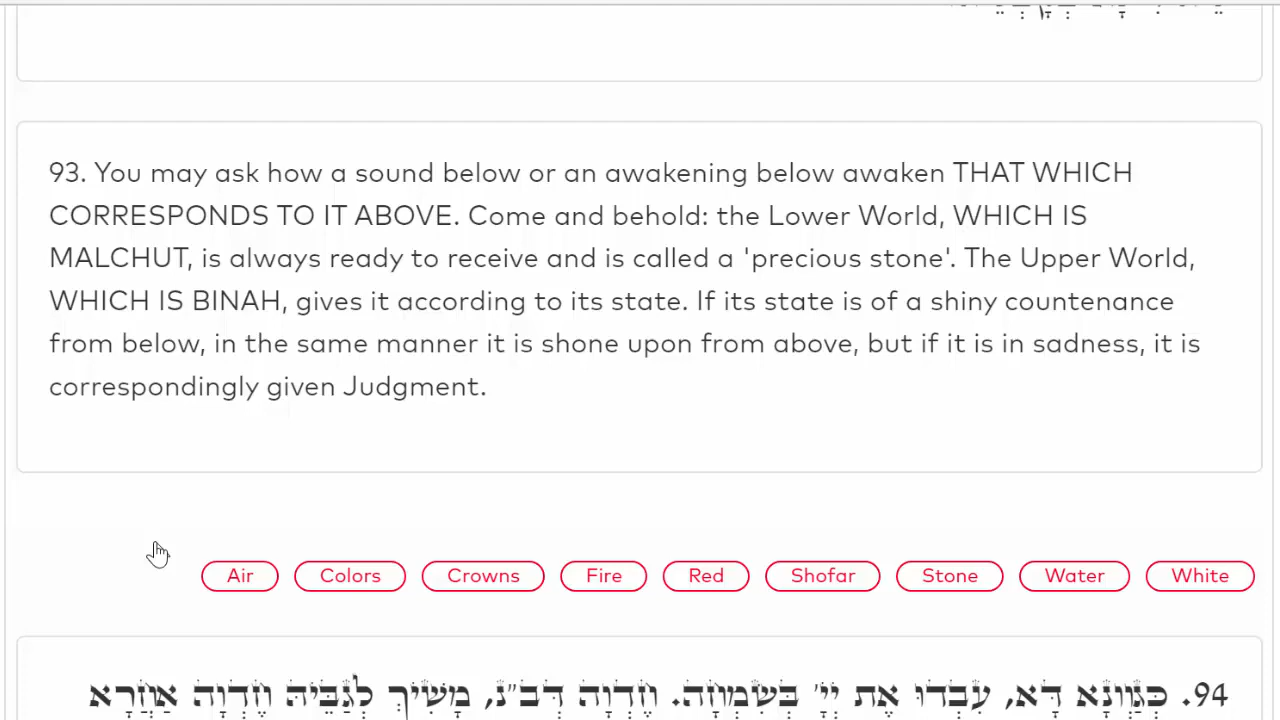 93. You may ask how a sound below or an awakening below awaken THAT WHICH
CORRESPONDS TO IT ABOVE. Come and behold: the Lower World, WHICH IS
MALCHUT, is always ready to receive and is called a 'precious stone'. The Upper World,
WHICH IS BINAH, gives it according to its state. If its state is of a shiny countenance
from below, in the same manner it is shone upon from above, but if it is in sadness, it is
correspondingly given Judgment.
Air Colors Crowns Fire Red Shofar Stone Water White
94. כְּגַוְונָא דָּא, עִבְדוּ אֶת יְיָ' בְּשִׂמְחָה. חֶדְוָה דְּב"נ, מָשִׁיךְ לְגַבֵּיהּ חֶדְוָה אַחֲרָא